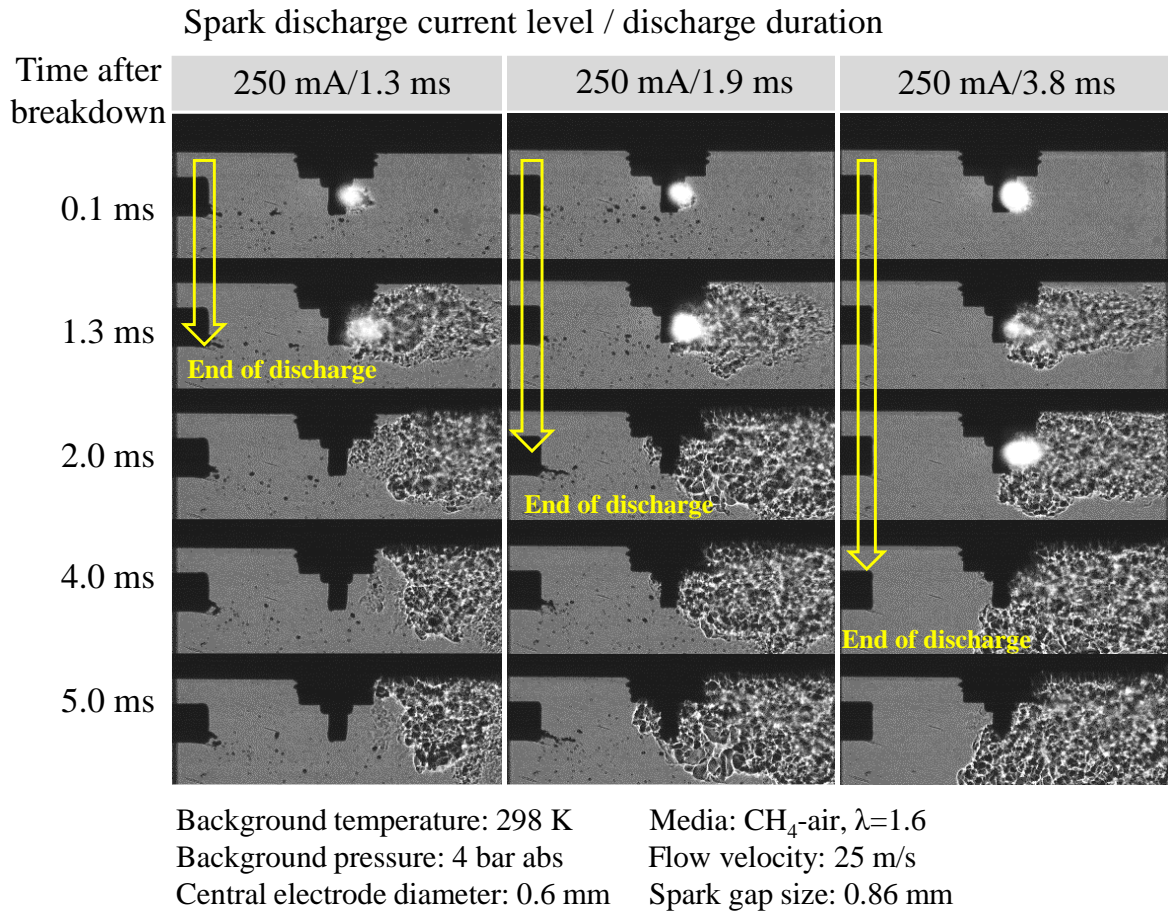 Spark discharge current level / discharge duration
Time after
breakdown
250 mA/1.3 ms
250 mA/1.9 ms
250 mA/3.8 ms
0.1 ms
1.3 ms
End of discharge
2.0 ms
End of discharge
4.0 ms
End of discharge
5.0 ms
Background temperature: 298 K
Media: CH₄-air, λ=1.6
Background pressure: 4 bar abs
Flow velocity: 25 m/s
Central electrode diameter: 0.6 mm
Spark gap size: 0.86 mm